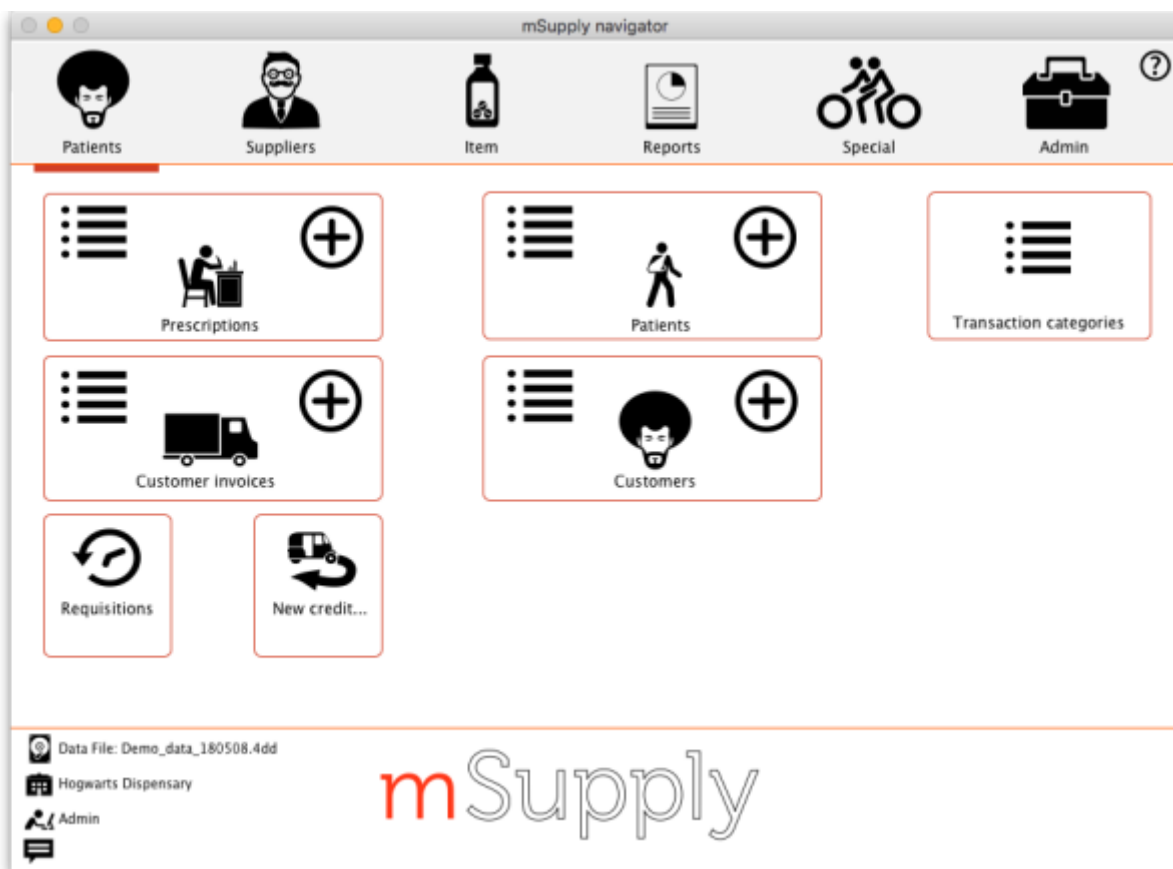 mSupply navigator
?
Patients
Suppliers
Item
Reports
Special
Admin
Prescriptions
Patients
Transaction categories
Customer invoices
Customers
Requisitions
New credit...
Data File: Demo_data_180508.4dd
Hogwarts Dispensary
Admin
mSupply